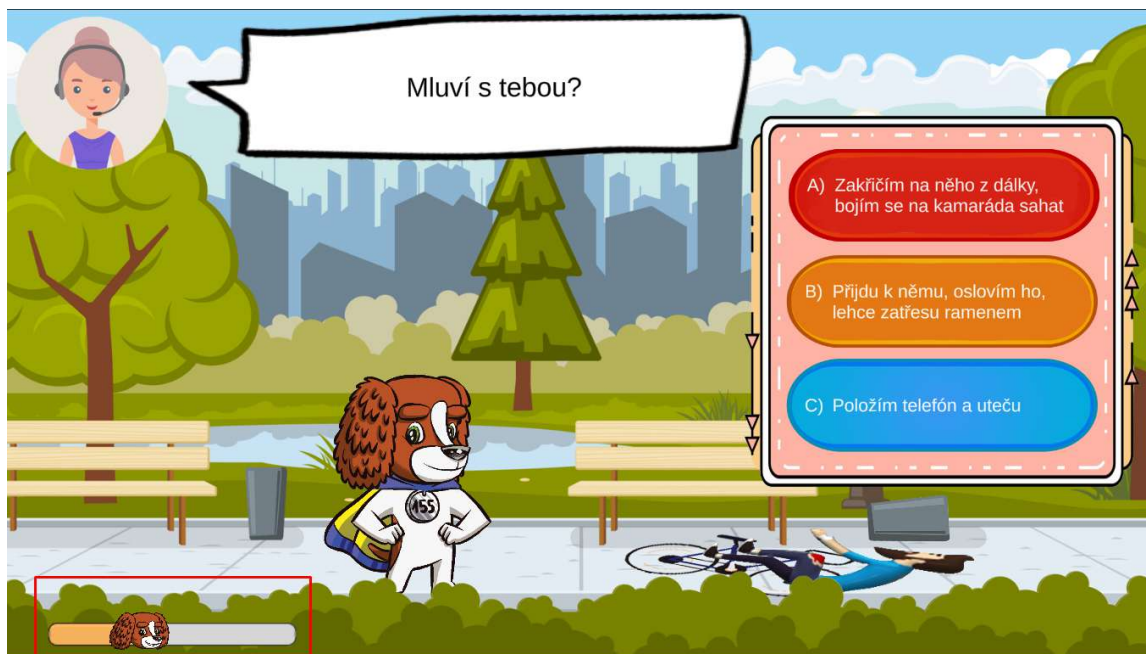 Mluví s tebou?
A) Zakřičím na něho z dálky,
bojím se na kamaráda sahat
B) Přijdu k němu, oslovím ho,
lehce zatřesu ramenem
C) Položím telefón a uteču
155